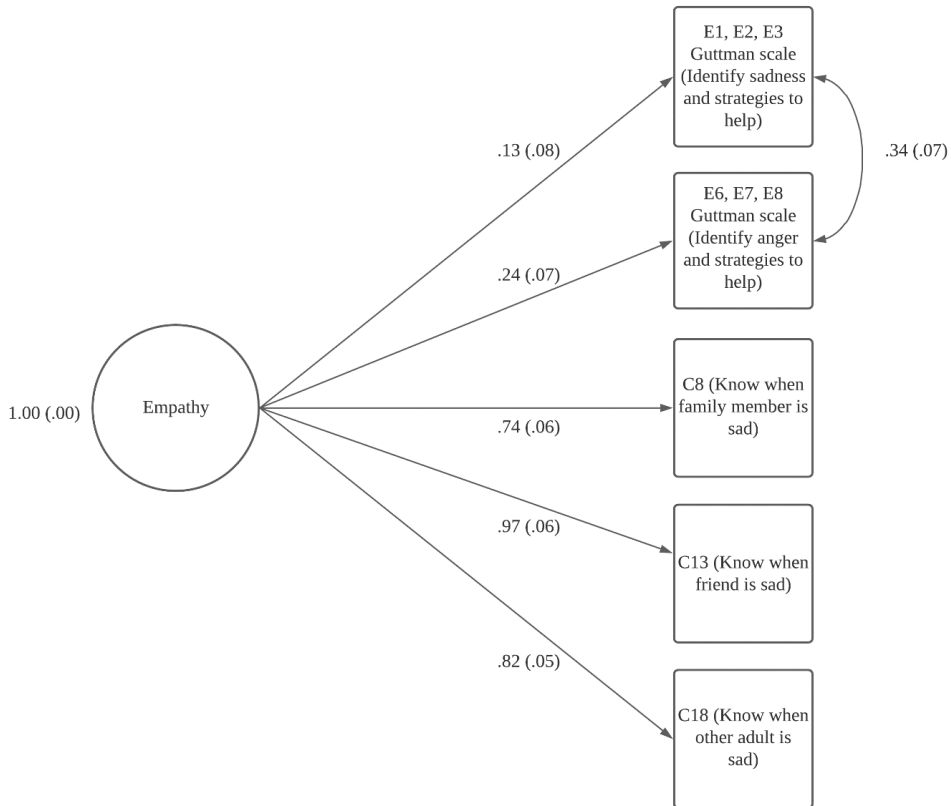 E1, E2, E3
Guttman scale
(Identify sadness
and strategies to
help)
.13 (.08)
.34 (.07)
E6, E7, E8
Guttman scale
(Identify anger
and strategies to
help)
.24 (.07)
1.00 (.00)
Empathy
C8 (Know when
family member is
sad)
.74 (.06)
.97 (.06)
C13 (Know when
friend is sad)
.82 (.05)
C18 (Know when
other adult is
sad)